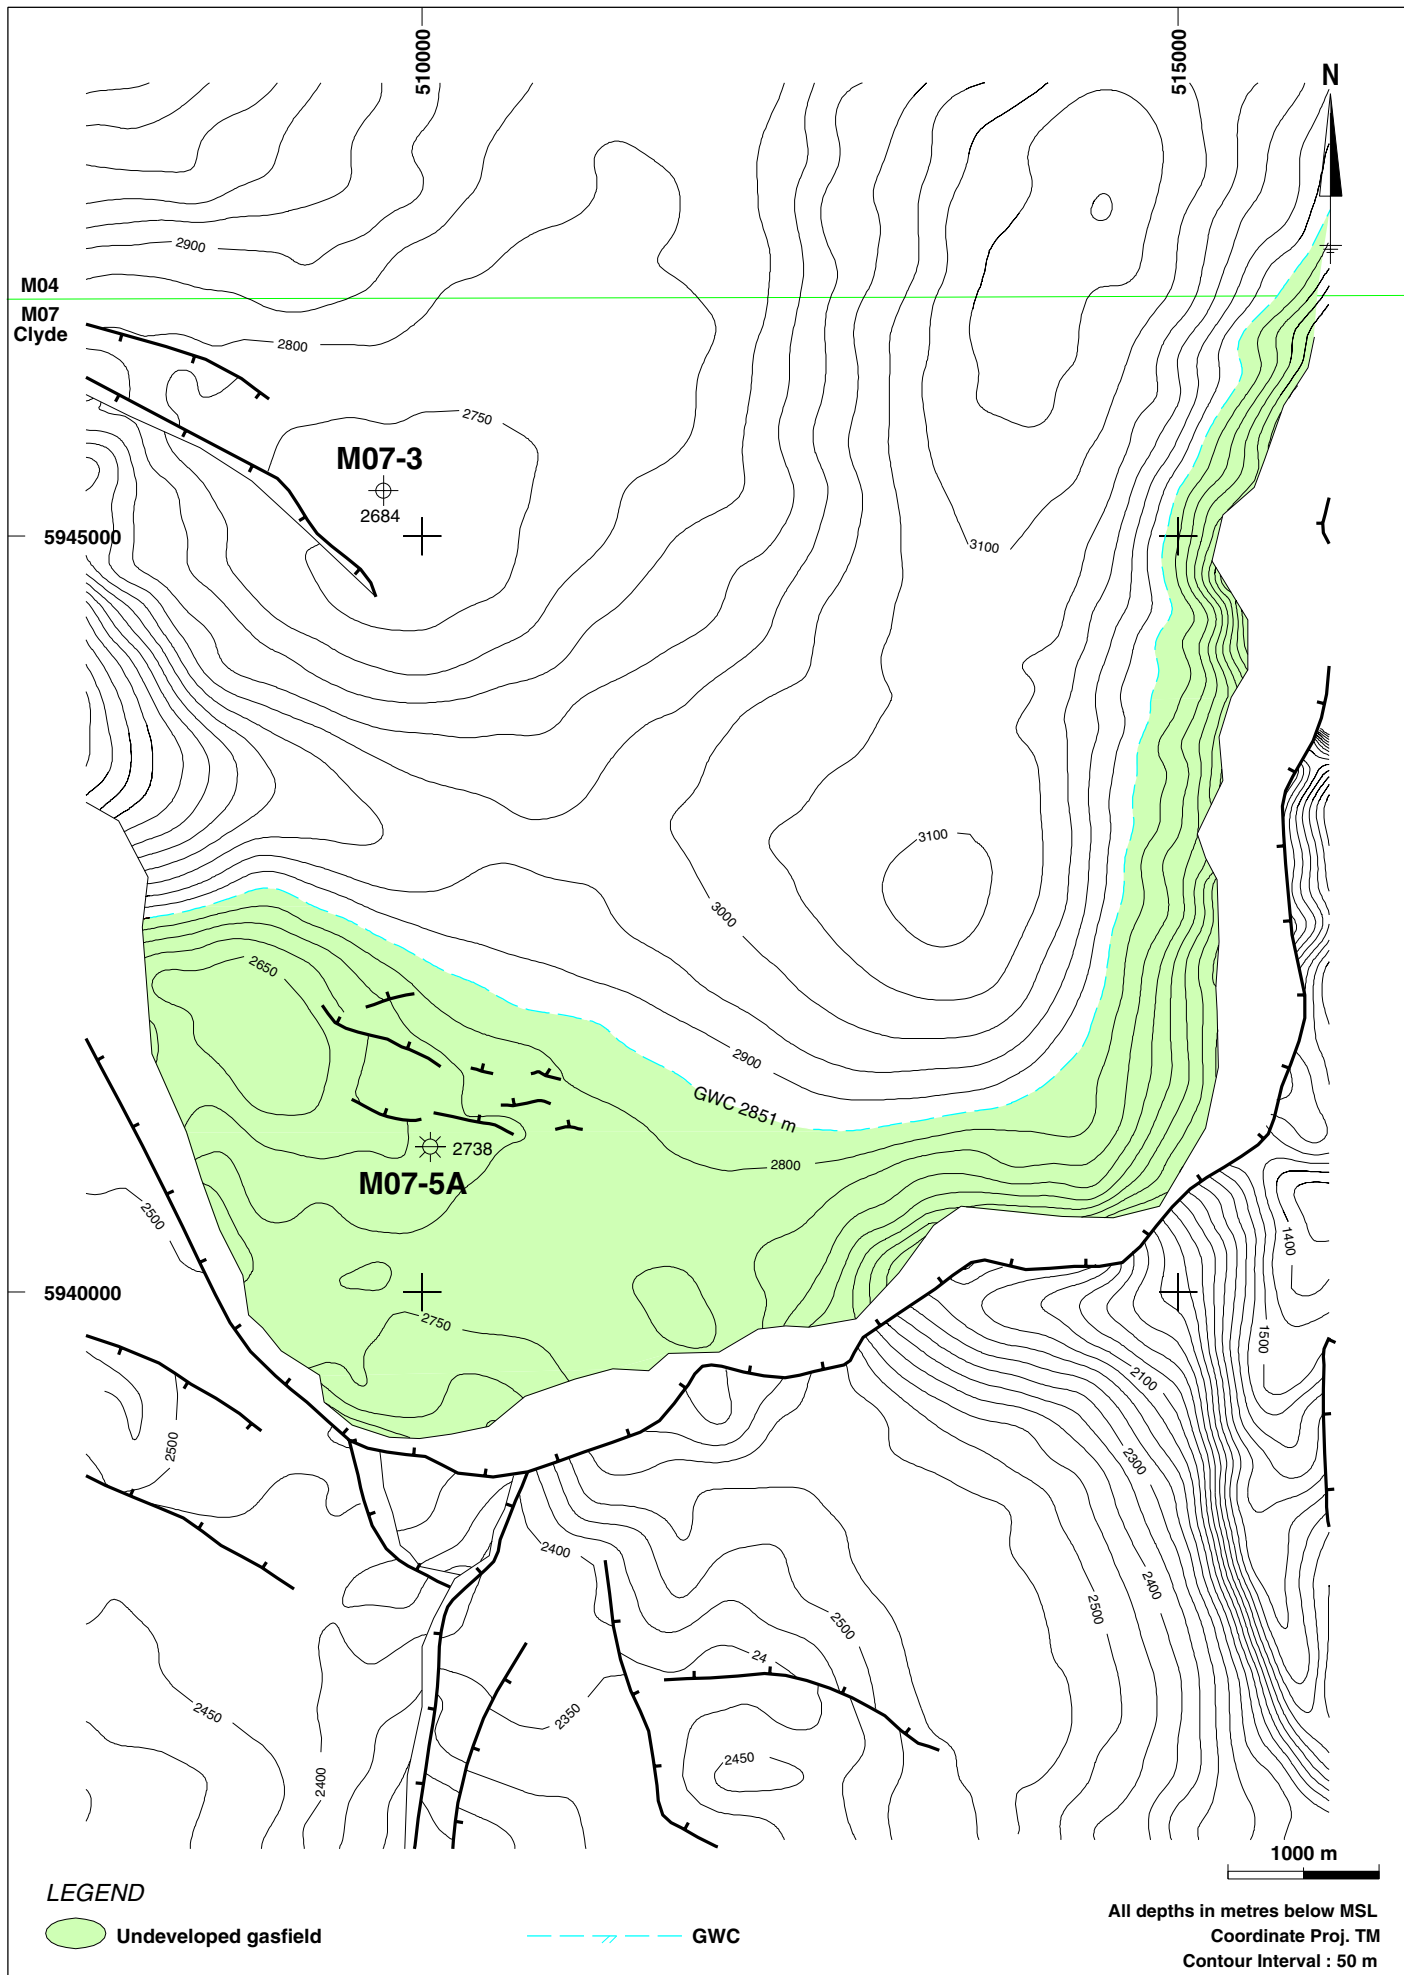 510000
515000
N
2900
M04
M07
Clyde
2800
2750
M07-3
2684
5945000
3100
3100
3000
2650
2900
GWC 2851 m
2738
2800
M07-5A
2500
1400
5940000
2750
1500
2100
2500
2300
2400
2400
2500
2500
24
2450
2350
2450
2400
1000 m
LEGEND
All depths in metres below MSL
Undeveloped gasfield
GWC
Coordinate Proj. TM
Contour Interval : 50 m